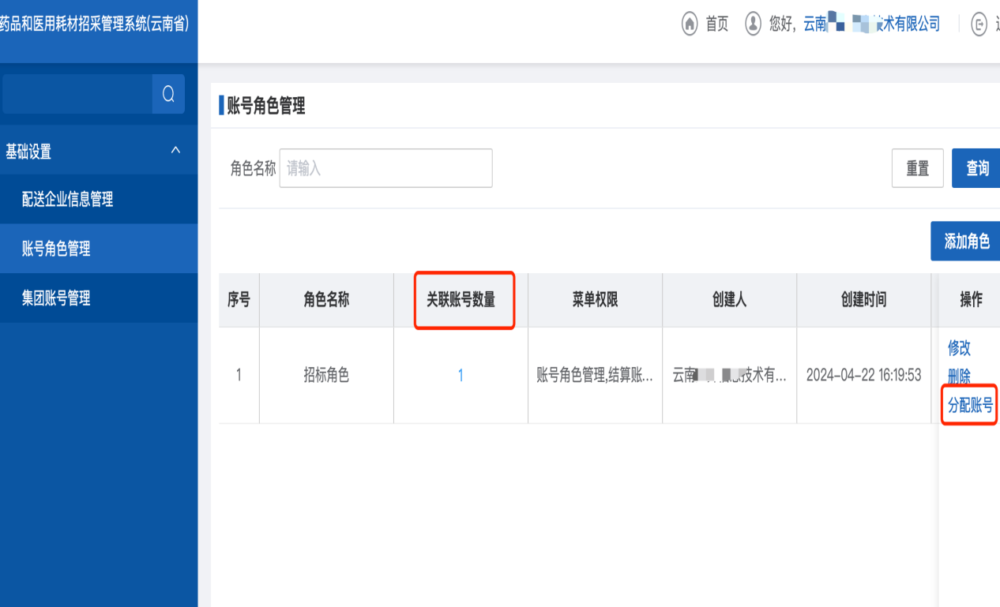 药品和医用耗材招采管理系统(云南省)
首页
您好, 云南 技术有限公司
基础设置
配送企业信息管理
账号角色管理
集团账号管理
账号角色管理
角色名称 请输入 重置 查询
添加角色
序号 角色名称 关联账号数量 菜单权限 创建人 创建时间 操作
1 招标角色 1 账号角色管理,结算账... 云南 技术有... 2024-04-22 16:19:53
修改
删除
分配账号